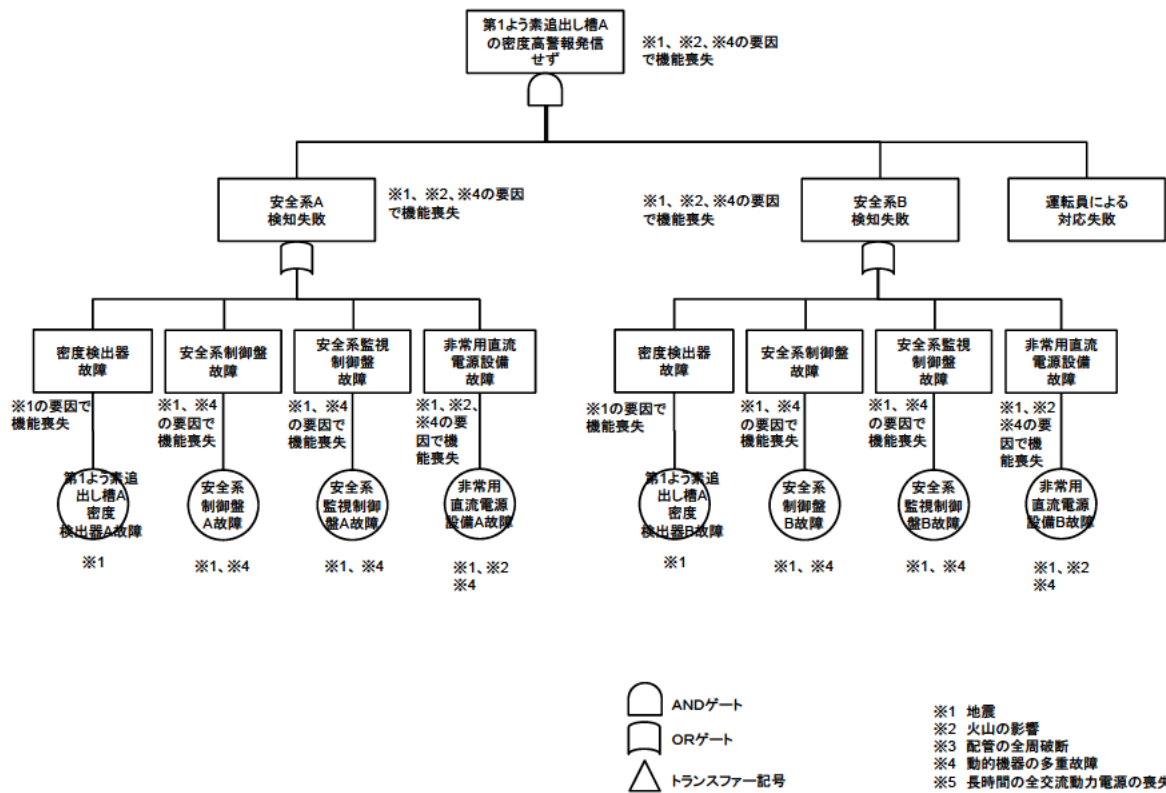 第1よう素追出し槽A
の密度高警報発信
せず
※1、※2、※4の要因
で機能喪失
安全系A
検知失敗
※1、※2、※4の要因
で機能喪失
※1、※2、※4の要因
で機能喪失
安全系B
検知失敗
運転員による
対応失敗
密度検出器
故障
安全系制御盤
故障
安全系監視
制御盤
故障
非常用直流
電源設備
故障
密度検出器
故障
安全系制御盤
故障
安全系監視
制御盤
故障
非常用直流
電源設備
故障
※1の要因で
機能喪失
※1、※4
の要因で
機能喪失
※1、※4
の要因で
機能喪失
※1、※2、
※4の要
因で機
能喪失
※1の要因で
機能喪失
※1、※4
の要因で
機能喪失
※1、※4
の要因で
機能喪失
※1、※2
※4の要
因で機
能喪失
第1よう素追
出し槽A
密度
検出器A故障
安全系
制御盤
A故障
安全系
監視制御
盤A故障
非常用
直流電源
設備A故障
第1よう素追
出し槽A
密度
検出器B故障
安全系
制御盤
B故障
安全系
監視制御
盤B故障
非常用
直流電源
設備B故障
※1
※1、※4
※1、※4
※1、※2
※4
※1
※1、※4
※1、※4
※1、※2
※4
ANDゲート
ORゲート
トランスファー記号
※1 地震
※2 火山の影響
※3 配管の全周破断
※4 動的機器の多重故障
※5 長時間の全交流動力電源の喪失